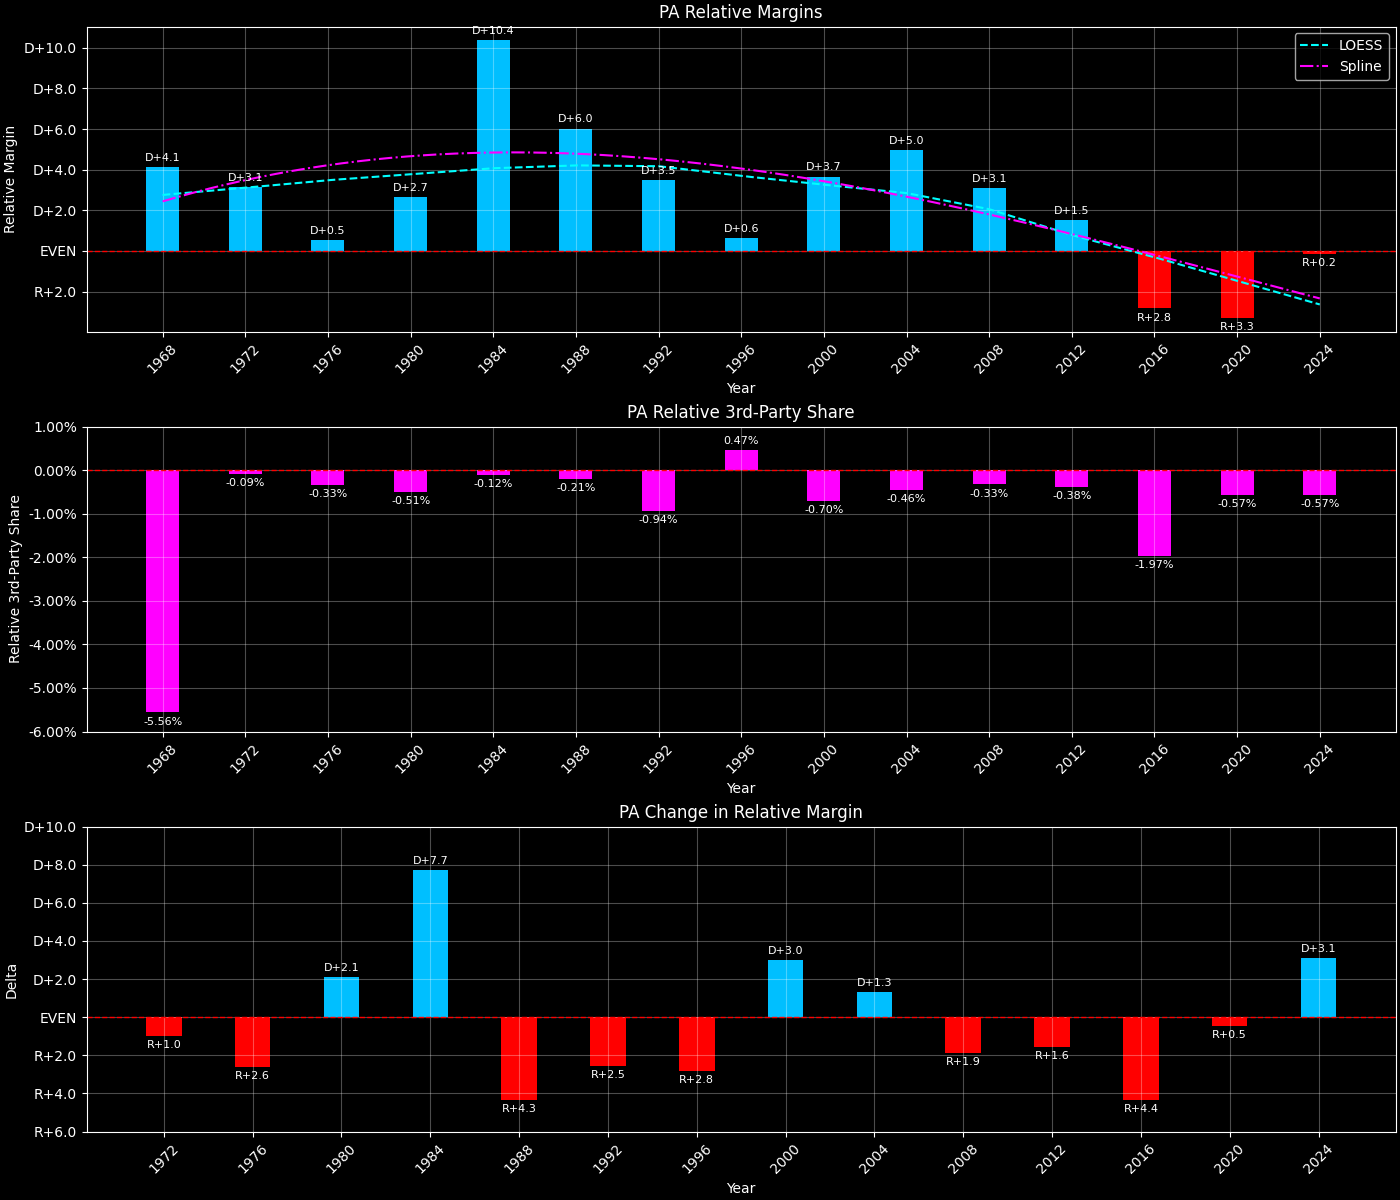 PA Relative Margins
Relative Margin
D+10.0
D+8.0
D+6.0
D+4.0
D+2.0
EVEN
R+2.0
LOESS
Spline
D+4.1
D+3.1
D+0.5
D+2.7
D+10.4
D+6.0
D+3.5
D+0.6
D+3.7
D+5.0
D+3.1
D+1.5
R+2.8
R+3.3
R+0.2
1968
1972
1976
1980
1984
1988
1992
1996
2000
2004
2008
2012
2016
2020
2024
Year
PA Relative 3rd-Party Share
Relative 3rd-Party Share
1.00%
0.00%
-1.00%
-2.00%
-3.00%
-4.00%
-5.00%
-6.00%
-5.56%
-0.09%
-0.33%
-0.51%
-0.12%
-0.21%
-0.94%
0.47%
-0.70%
-0.46%
-0.33%
-0.38%
-1.97%
-0.57%
-0.57%
1968
1972
1976
1980
1984
1988
1992
1996
2000
2004
2008
2012
2016
2020
2024
Year
PA Change in Relative Margin
Delta
D+10.0
D+8.0
D+6.0
D+4.0
D+2.0
EVEN
R+2.0
R+4.0
R+6.0
R+1.0
R+2.6
D+2.1
D+7.7
R+4.3
R+2.5
R+2.8
D+3.0
D+1.3
R+1.9
R+1.6
R+4.4
R+0.5
D+3.1
1972
1976
1980
1984
1988
1992
1996
2000
2004
2008
2012
2016
2020
2024
Year